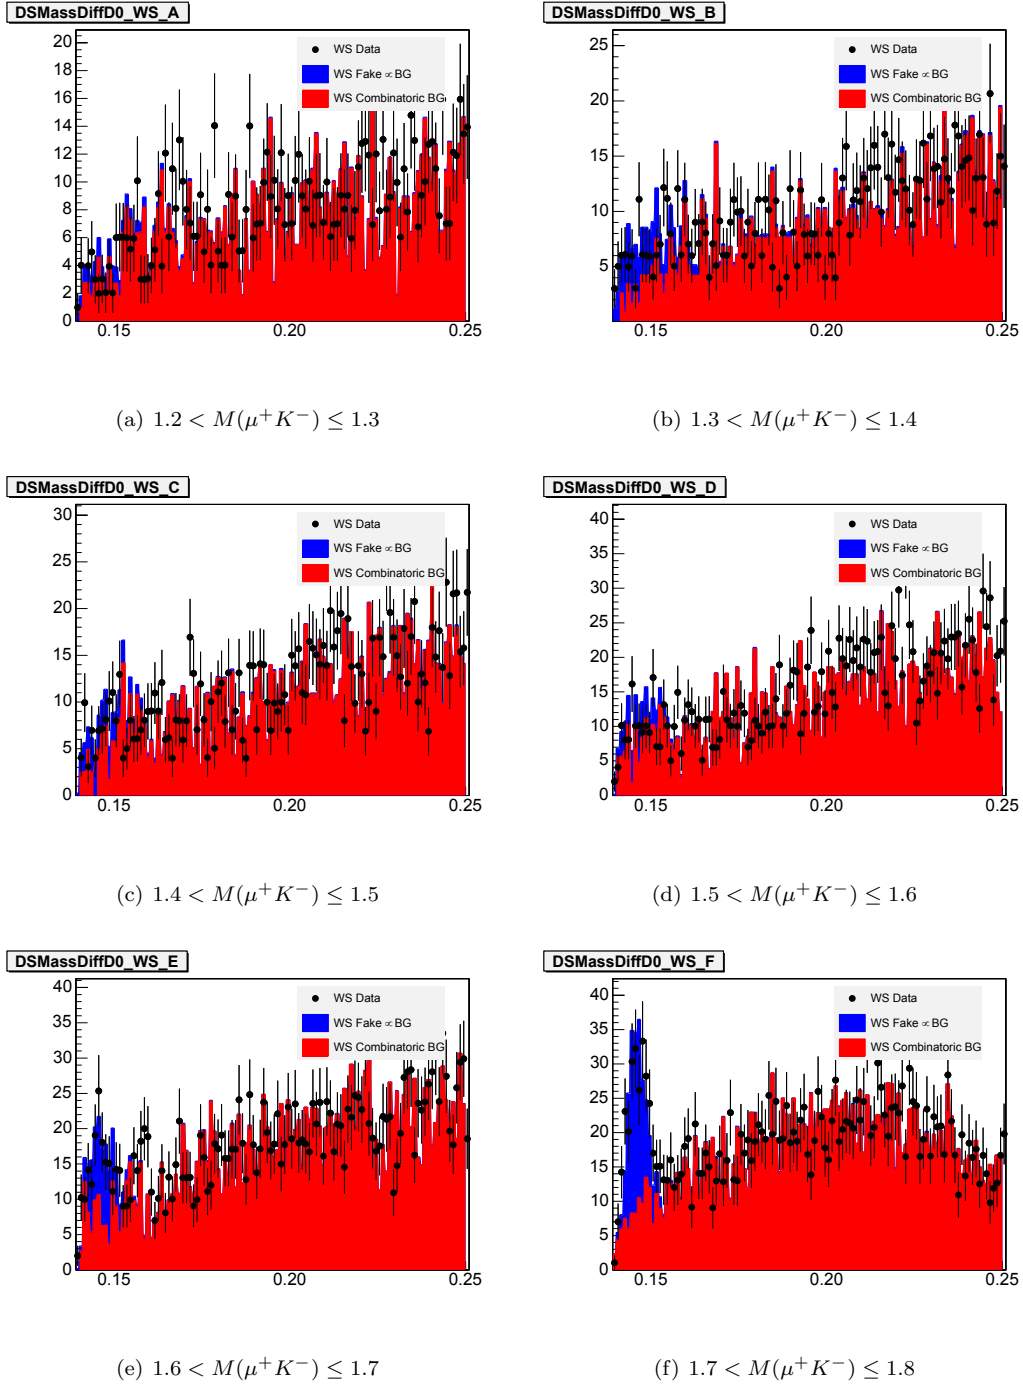 DSMassDiffD0_WS_A
20
18
16
14
12
10
8
6
4
2
0
0.15 0.20 0.25
WS Data
WS Fake ∝BG
WS Combinatoric BG
(a) 1.2 < M(μ⁺K⁻) ≤ 1.3
DSMassDiffD0_WS_B
25
20
15
10
5
0.15 0.20 0.25
WS Data
WS Fake ∝BG
WS Combinatoric BG
(b) 1.3 < M(μ⁺K⁻) ≤ 1.4
DSMassDiffD0_WS_C
30
25
20
15
10
5
0
0.15 0.20 0.25
WS Data
WS Fake ∝BG
WS Combinatoric BG
(c) 1.4 < M(μ⁺K⁻) ≤ 1.5
DSMassDiffD0_WS_D
40
35
30
25
20
15
10
5
0
0.15 0.20 0.25
WS Data
WS Fake ∝BG
WS Combinatoric BG
(d) 1.5 < M(μ⁺K⁻) ≤ 1.6
DSMassDiffD0_WS_E
40
35
30
25
20
15
10
5
0
0.15 0.20 0.25
WS Data
WS Fake ∝BG
WS Combinatoric BG
(e) 1.6 < M(μ⁺K⁻) ≤ 1.7
DSMassDiffD0_WS_F
40
35
30
25
20
15
10
5
0
0.15 0.20 0.25
WS Data
WS Fake ∝BG
WS Combinatoric BG
(f) 1.7 < M(μ⁺K⁻) ≤ 1.8